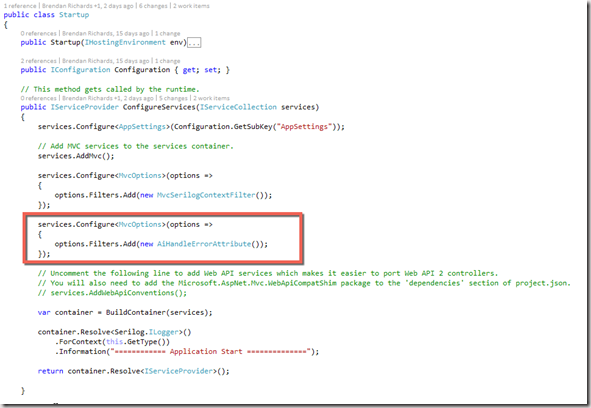 1 reference | Brendan Richards +1, 2 days ago | 6 changes | 2 work items
public class Startup
{
0 references | Brendan Richards, 15 days ago | 1 change
public Startup(IHostingEnvironment env)...
2 references | Brendan Richards, 15 days ago | 1 change
public IConfiguration Configuration { get; set; }
// This method gets called by the runtime.
0 references | Brendan Richards +1, 2 days ago | 5 changes | 2 work items
public IServiceProvider ConfigureServices(IServiceCollection services)
{
services.Configure<AppSettings>(Configuration.GetSubKey("AppSettings"));
// Add MVC services to the services container.
services.AddMvc();
services.Configure<MvcOptions>(options =>
{
options.Filters.Add(new MvcSerilogContextFilter());
});
services.Configure<MvcOptions>(options =>
{
options.Filters.Add(new AiHandleErrorAttribute());
});
// Uncomment the following line to add Web API services which makes it easier to port Web API 2 controllers.
// You will also need to add the Microsoft.AspNet.Mvc.WebApiCompatShim package to the 'dependencies' section of project.json.
// services.AddWebApiConventions();
var container = BuildContainer(services);
container.Resolve<Serilog.ILogger>()
.ForContext(this.GetType())
.Information("============ Application Start ==============");
return container.Resolve<IServiceProvider>();
}